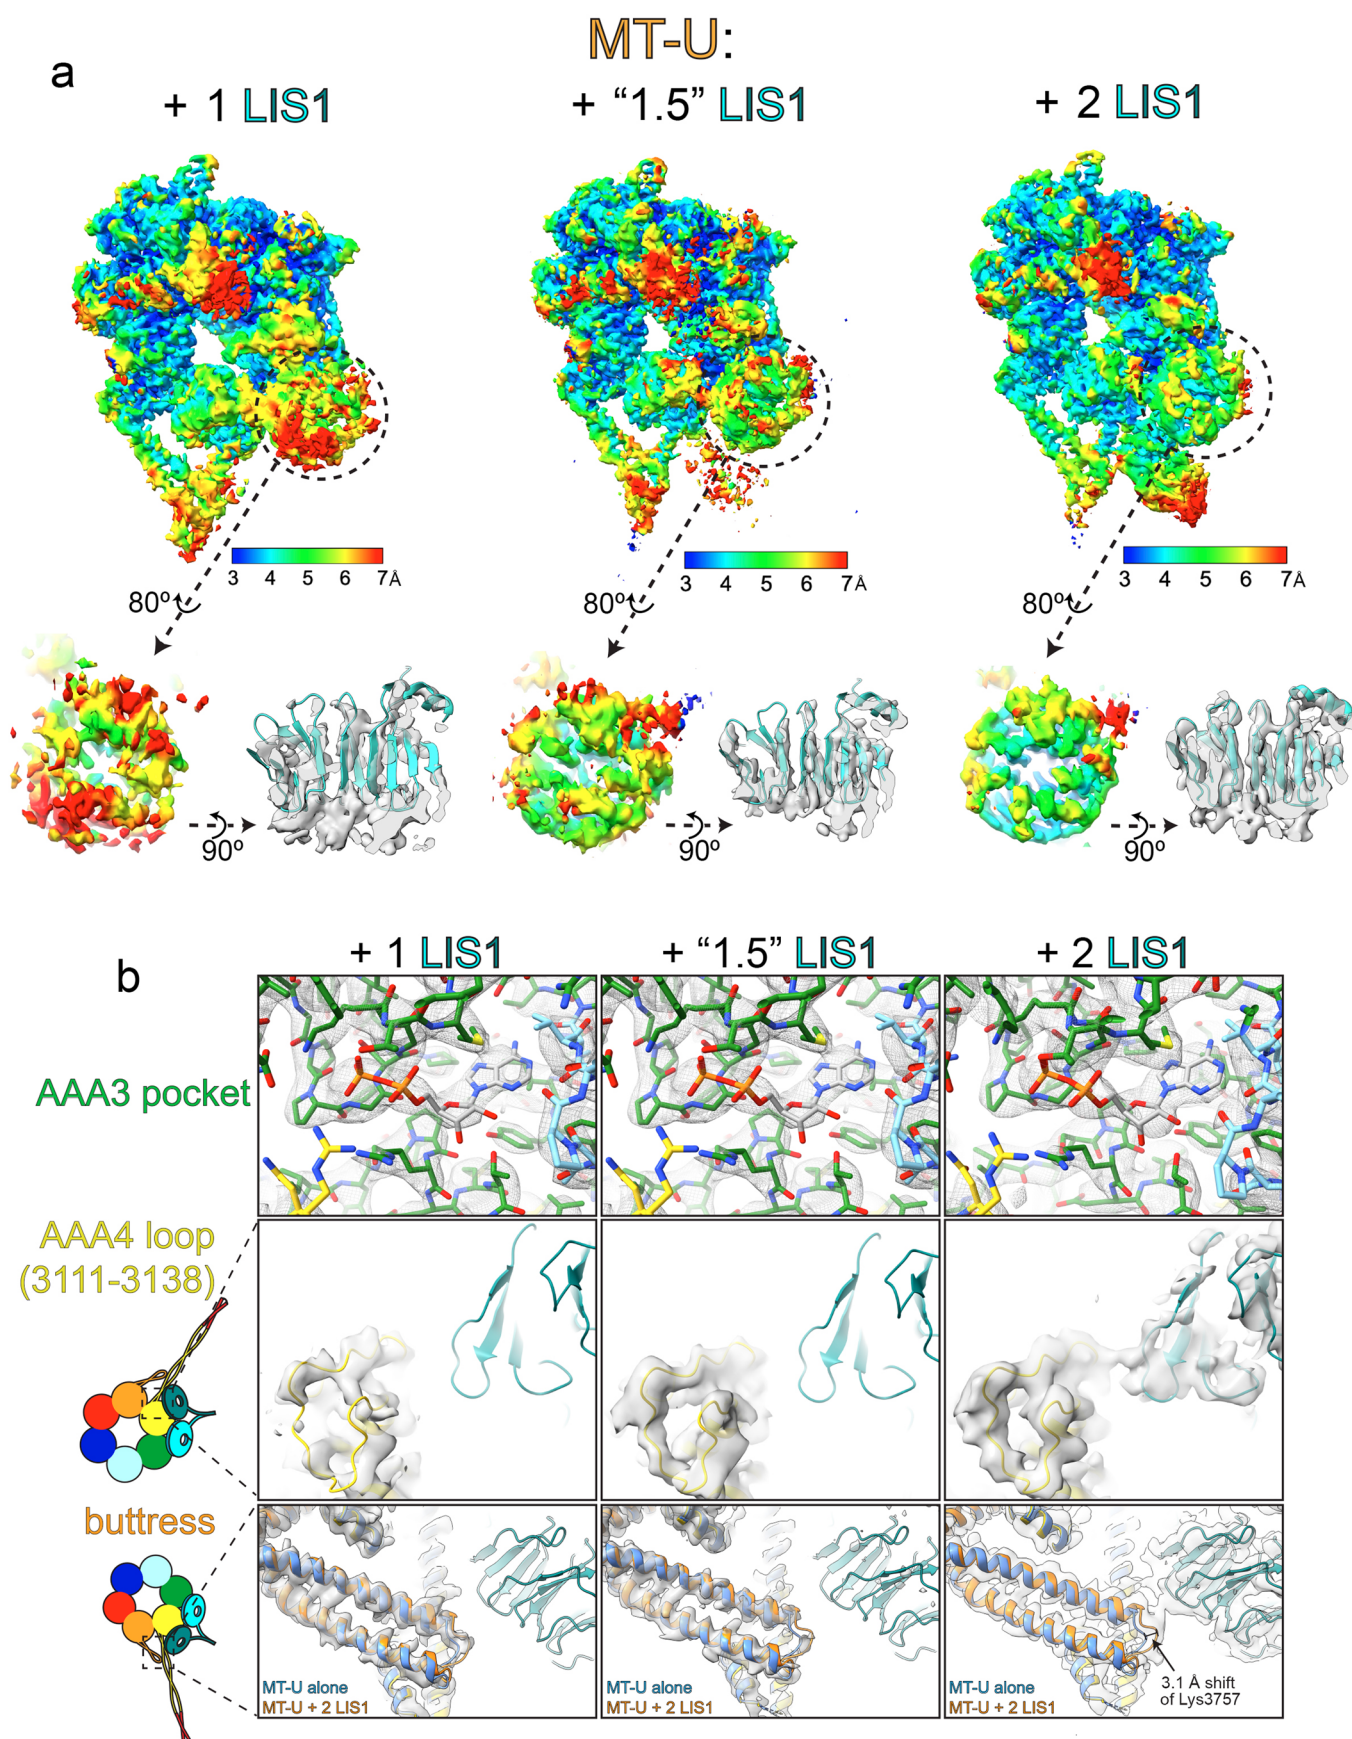 MT-U:
a
+ 1 LIS1
+ “1.5” LIS1
+ 2 LIS1
3 4 5 6 7Å
3 4 5 6 7Å
3 4 5 6 7Å
80º
80º
80º
90º
90º
90º
b
+ 1 LIS1
+ “1.5” LIS1
+ 2 LIS1
AAA3 pocket
AAA4 loop
(3111-3138)
buttress
MT-U alone
MT-U + 2 LIS1
MT-U alone
MT-U + 2 LIS1
MT-U alone
MT-U + 2 LIS1
3.1 Å shift
of Lys3757